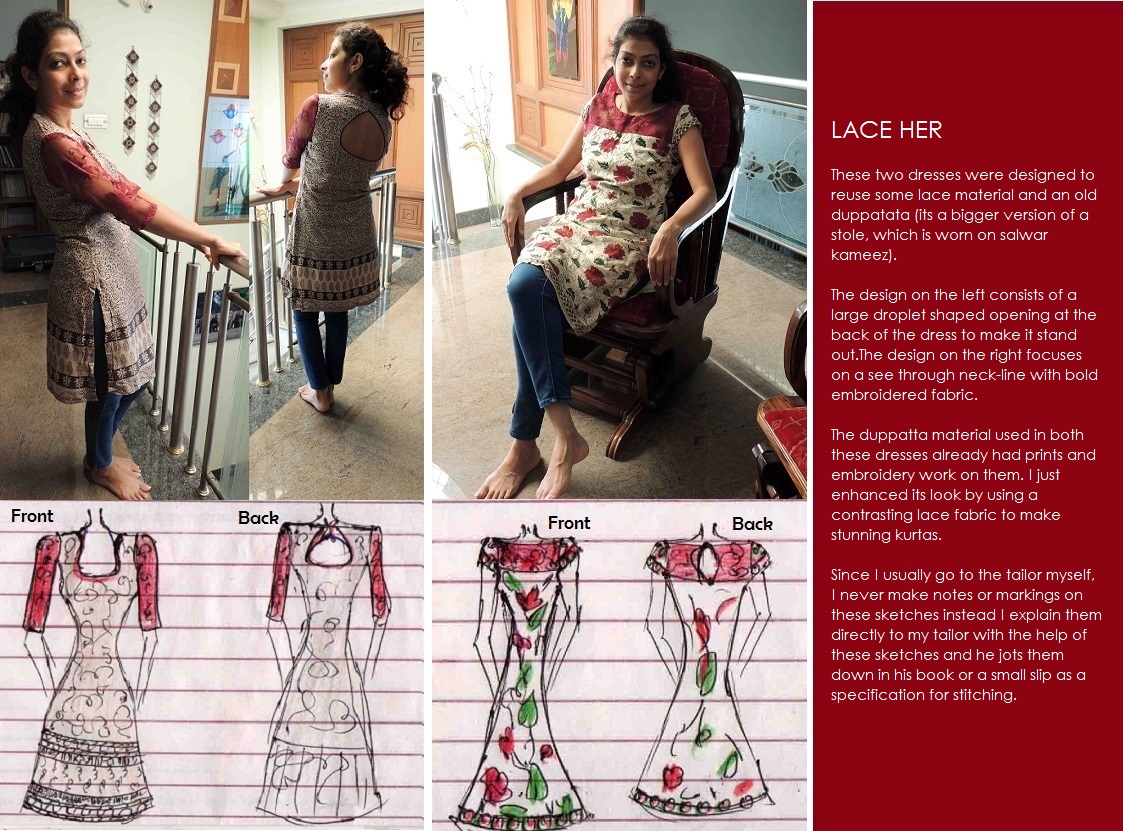 LACE HER
These two dresses were designed to
reuse some lace material and an old
duppatata (its a bigger version of a
stole, which is worn on salwar
kameez).
The design on the left consists of a
large droplet shaped opening at the
back of the dress to make it stand
out.The design on the right focuses
on a see through neck-line with bold
embroidered fabric.
The duppatta material used in both
these dresses already had prints and
embroidery work on them. I just
enhanced its look by using a
contrasting lace fabric to make
stunning kurtas.
Since I usually go to the tailor myself,
I never make notes or markings on
these sketches instead I explain them
directly to my tailor with the help of
these sketches and he jots them
down in his book or a small slip as a
specification for stitching.
Front
Back
Front
Back